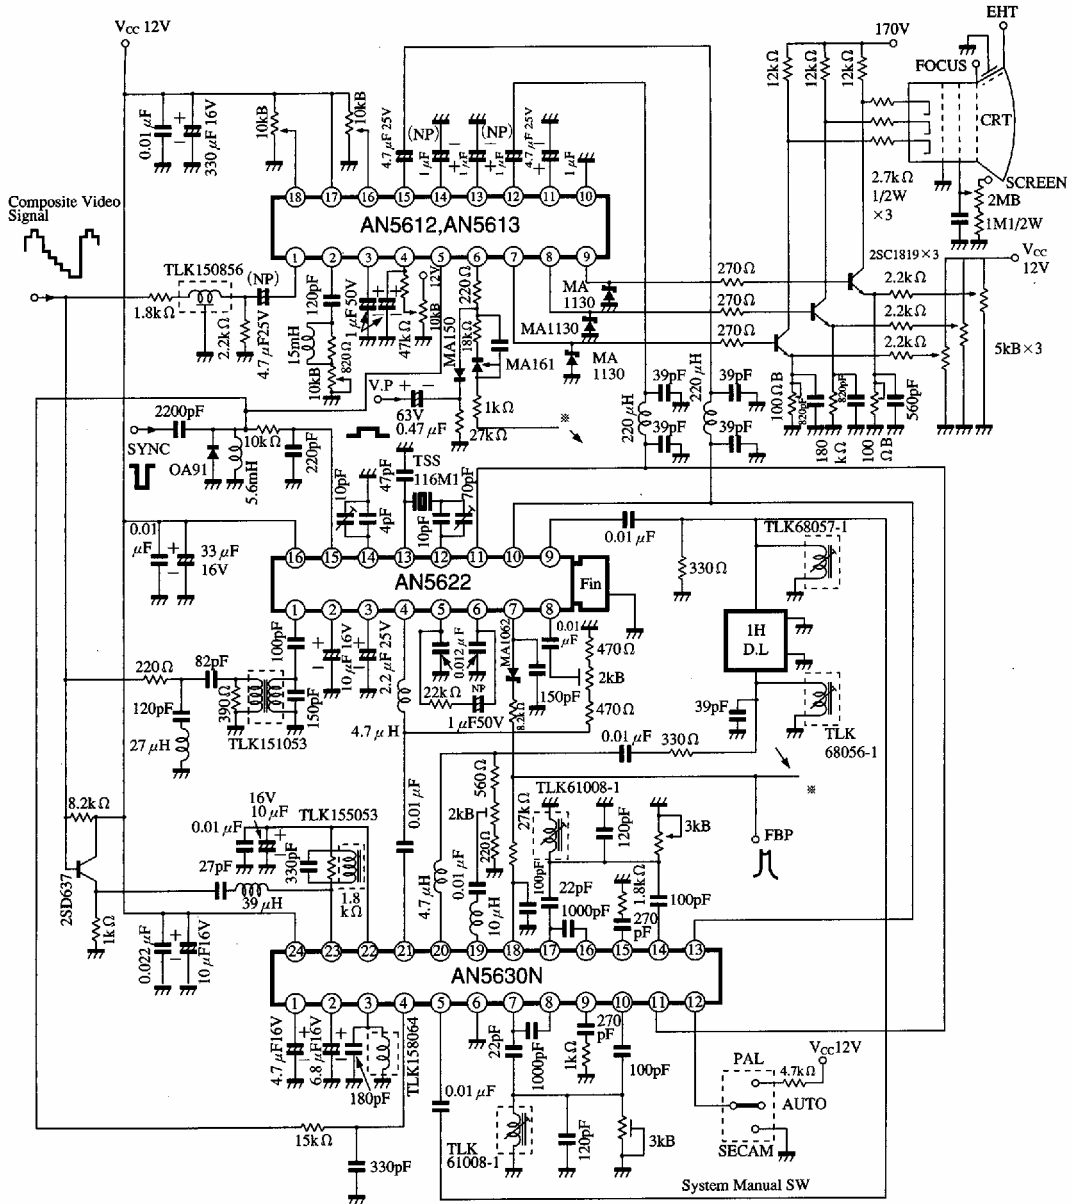 EHT
V_CC 12V
170V
FOCUS
12kΩ
12kΩ
12kΩ
CRT
0.01 μF
+
−
330 μF 16V
10kB
10kB
4.7 μF 25V
(NP)
1 μF
−
1 μF
+
(NP)
−
1 μF
+
4.7 μF 25V
+
1 μF
2.7kΩ
1/2W
×3
SCREEN
2MB
1M1/2W
18 17 16 15 14 13 12 11 10
AN5612,AN5613
1 2 3 4 5 6 7 8 9
Composite Video
Signal
TLK150856
(NP)
1.8kΩ
2.2kΩ
4.7 μF25V
120pF
15mH
820Ω
10kB
1 μF 50V
47kΩ
12V
10kB
MA150
220Ω
18kΩ
MA161
V.P
+ −
63V
0.47 μF
1kΩ
27kΩ
※
MA
1130
MA1130
MA
1130
270Ω
270Ω
270Ω
2SC1819×3
V_CC
12V
2.2kΩ
2.2kΩ
2.2kΩ
5kB×3
100ΩB
820pF
180
kΩ
820pF
100
ΩB
560pF
39pF
220 μH
39pF
220 μH
39pF
39pF
2200pF
SYNC
OA91
5.6mH
10kΩ
220pF
10pF
4pF
47pF
TSS
116M1
10pF
70pF
0.01
μF
+
−
33 μF
16V
16 15 14 13 12 11 10 9
AN5622
Fin
1 2 3 4 5 6 7 8
0.01 μF
330Ω
TLK68057-1
1H
D.L
39pF
TLK
68056-1
220Ω
82pF
390Ω
120pF
27 μH
TLK151053
100pF
150pF
+
−
10 μF 16V
+
−
2.2 μF 25V
4.7 μH
0.012 μF
22kΩ
NP
1 μF50V
MA1062
8.2kΩ
150pF
0.01
μF
470Ω
2kB
470Ω
0.01 μF
330Ω
※
FBP
8.2kΩ
2SD637
1kΩ
0.01 μF
16V
10 μF
+
−
TLK155053
330pF
1.8
kΩ
27pF
39 μH
0.01 μF
4.7 μH
560Ω
2kB
220Ω
0.01 μF
10 μH
27kΩ
100pF
TLK61008-1
120pF
3kB
22pF
1000pF
1.8kΩ
270
pF
100pF
0.022 μF
+
−
10 μF16V
24 23 22 21 20 19 18 17 16 15 14 13
AN5630N
1 2 3 4 5 6 7 8 9 10 11 12
4.7 μF16V
+
−
6.8 μF16V
+
−
180pF
TLK158064
0.01 μF
22pF
1000pF
270
pF
1kΩ
100pF
TLK
61008-1
120pF
3kB
15kΩ
330pF
V_CC12V
PAL
4.7kΩ
AUTO
SECAM
System Manual SW